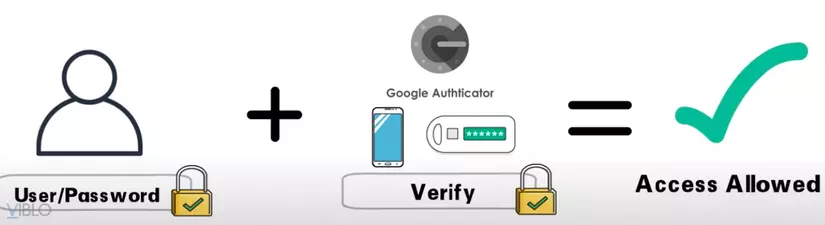 Google Authticator
******
User/Password
Verify
Access Allowed
VIBLO